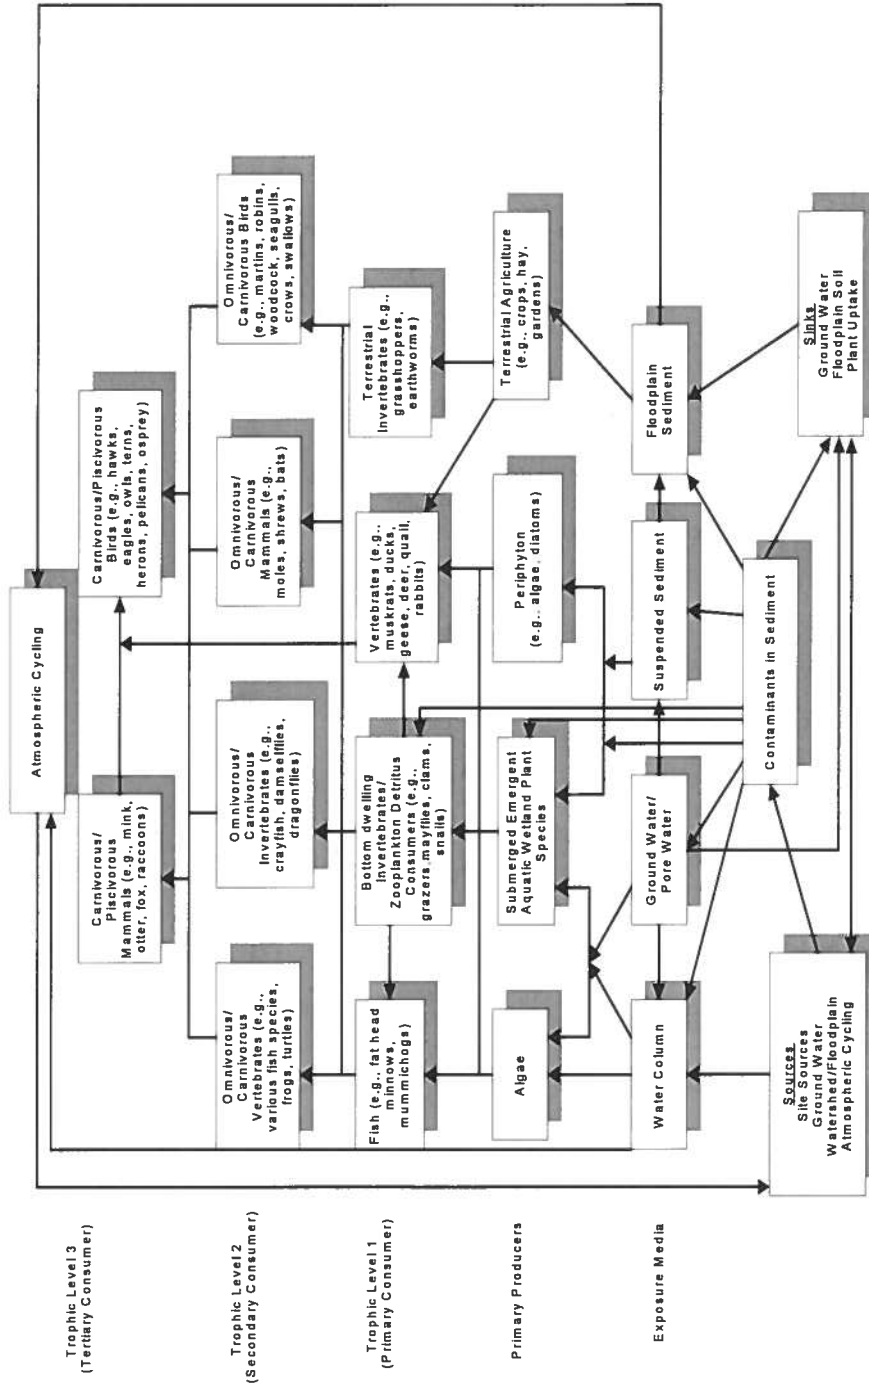 Atmospheric Cycling
Trophic Level 3
(Tertiary Consumer)
Carnivorous/
Piscivorous
Mammals (e.g., mink,
otter, fox, raccoons)
Carnivorous/Piscivorous
Birds (e.g., hawks,
eagles, owls, terns,
herons, pelicans, osprey)
Trophic Level 2
(Secondary Consumer)
Omnivorous/
Carnivorous
Vertebrates (e.g.,
various fish species,
frogs, turtles)
Omnivorous/
Carnivorous
Invertebrates (e.g.,
crayfish, damselflies,
dragonflies)
Omnivorous/
Carnivorous
Mammals (e.g.,
moles, shrews, bats)
Omnivorous/
Carnivorous Birds
(e.g., martins, robins,
woodcock, seagulls,
crows, swallows)
Trophic Level 1
(Primary Consumer)
Fish (e.g., fat head
minnows,
mummichogs)
Bottom dwelling
Invertebrates/
Zooplankton Detritus
Consumers (e.g.,
grazers,mayflies, clams,
snails)
Vertebrates (e.g.,
muskrats, ducks,
geese, deer, quail,
rabbits)
Terrestrial
Invertebrates (e.g.,
grasshoppers,
earthworms)
Primary Producers
Algae
Submerged Emergent
Aquatic Wetland Plant
Species
Periphyton
(e.g., algae, diatoms)
Terrestrial Agriculture
(e.g., crops, hay,
gardens)
Exposure Media
Water Column
Ground Water/
Pore Water
Suspended Sediment
Floodplain
Sediment
Contaminants in Sediment
Sources
Site Sources
Ground Water
Watershed/Floodplain
Atmospheric Cycling
Sinks
Ground Water
Floodplain Soil
Plant Uptake